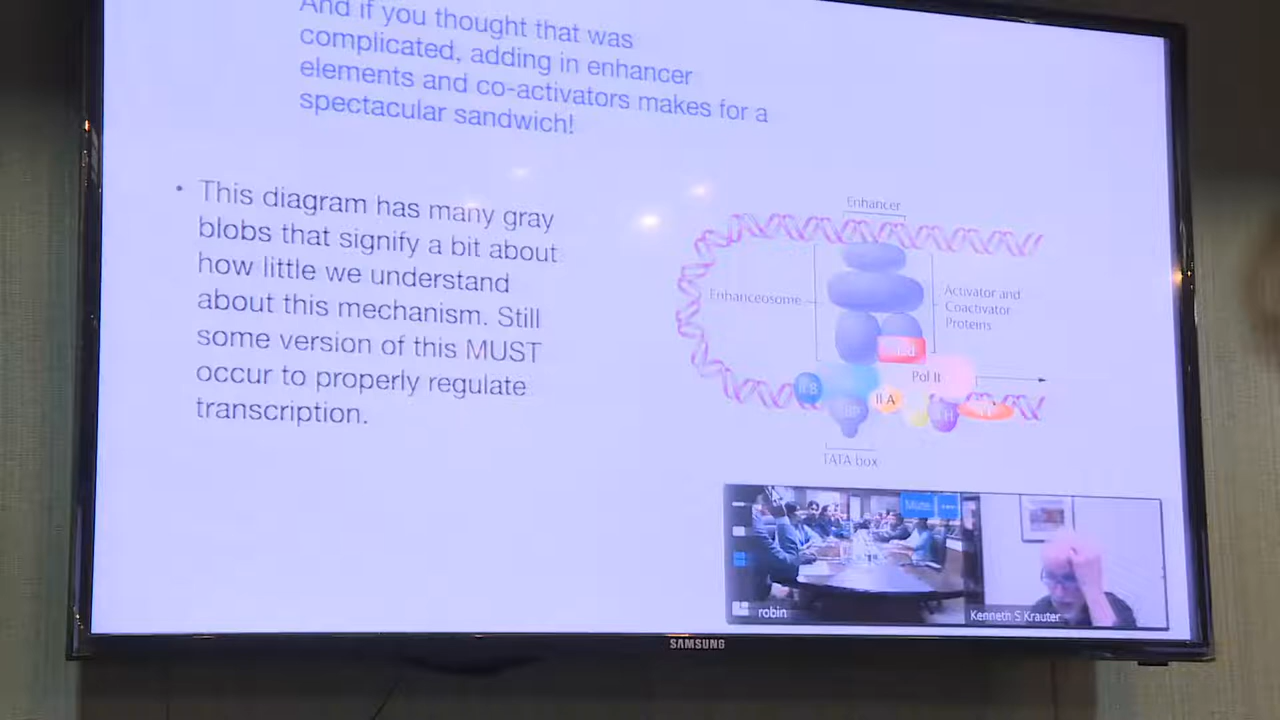 And if you thought that was
complicated, adding in enhancer
elements and co-activators makes for a
spectacular sandwich!
• This diagram has many gray
blobs that signify a bit about
how little we understand
about this mechanism. Still
some version of this MUST
occur to properly regulate
transcription.
Enhancer
Enhanceosome
Activator and
Coactivator
Proteins
Pol II
II B
II A
TATA box
Mute
robin
Kenneth S Krauter
SAMSUNG